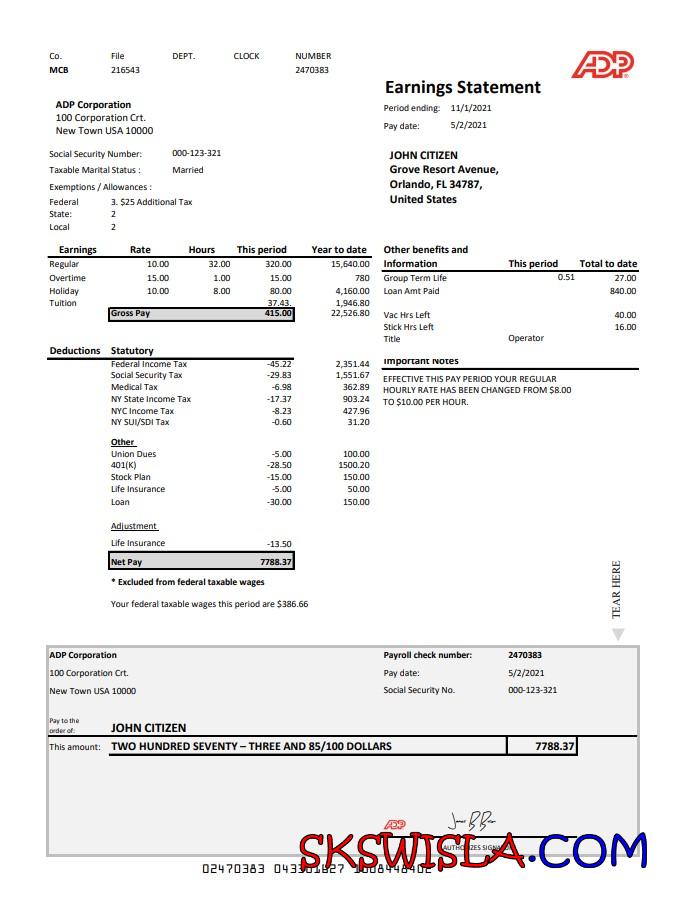 Co. File DEPT. CLOCK NUMBER
MCB 216543 2470383
ADP
Earnings Statement
Period ending: 11/1/2021
Pay date: 5/2/2021
ADP Corporation
100 Corporation Crt.
New Town USA 10000
Social Security Number: 000-123-321
Taxable Marital Status : Married
Exemptions / Allowances :
Federal 3. $25 Additional Tax
State: 2
Local 2
JOHN CITIZEN
Grove Resort Avenue,
Orlando, FL 34787,
United States
Earnings Rate Hours This period Year to date
Regular 10.00 32.00 320.00 15,640.00
Overtime 15.00 1.00 15.00 780
Holiday 10.00 8.00 80.00 4,160.00
Tuition 37.43. 1,946.80
Gross Pay 415.00 22,526.80
Other benefits and
Information This period Total to date
Group Term Life 0.51 27.00
Loan Amt Paid 840.00
Vac Hrs Left 40.00
Stick Hrs Left 16.00
Title Operator
Important Notes
EFFECTIVE THIS PAY PERIOD YOUR REGULAR
HOURLY RATE HAS BEEN CHANGED FROM $8.00
TO $10.00 PER HOUR.
Deductions Statutory
Federal Income Tax -45.22 2,351.44
Social Security Tax -29.83 1,551.67
Medical Tax -6.98 362.89
NY State Income Tax -17.37 903.24
NYC Income Tax -8.23 427.96
NY SUI/SDI Tax -0.60 31.20
Other
Union Dues -5.00 100.00
401(K) -28.50 1500.20
Stock Plan -15.00 150.00
Life Insurance -5.00 50.00
Loan -30.00 150.00
Adjustment
Life Insurance -13.50
Net Pay 7788.37
* Excluded from federal taxable wages
Your federal taxable wages this period are $386.66
TEAR HERE
ADP Corporation
100 Corporation Crt.
New Town USA 10000
Payroll check number: 2470383
Pay date: 5/2/2021
Social Security No. 000-123-321
Pay to the
order of: JOHN CITIZEN
This amount: TWO HUNDRED SEVENTY – THREE AND 85/100 DOLLARS 7788.37
ADP
SKSWISLA.COM
02470383